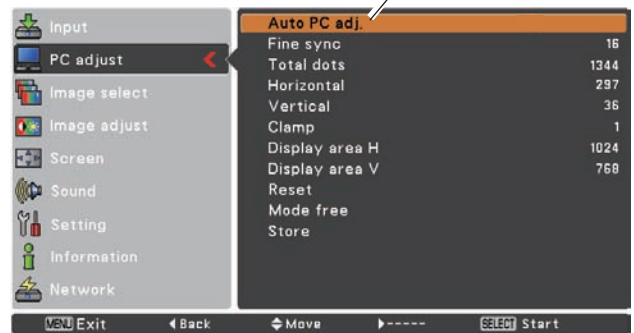 Input
PC adjust
Image select
Image adjust
Screen
Sound
Setting
Information
Network
Auto PC adj.
Fine sync 16
Total dots 1344
Horizontal 297
Vertical 36
Clamp 1
Display area H 1024
Display area V 768
Reset
Mode free
Store
MENU Exit ◀Back Move ▶----- SELECT Start